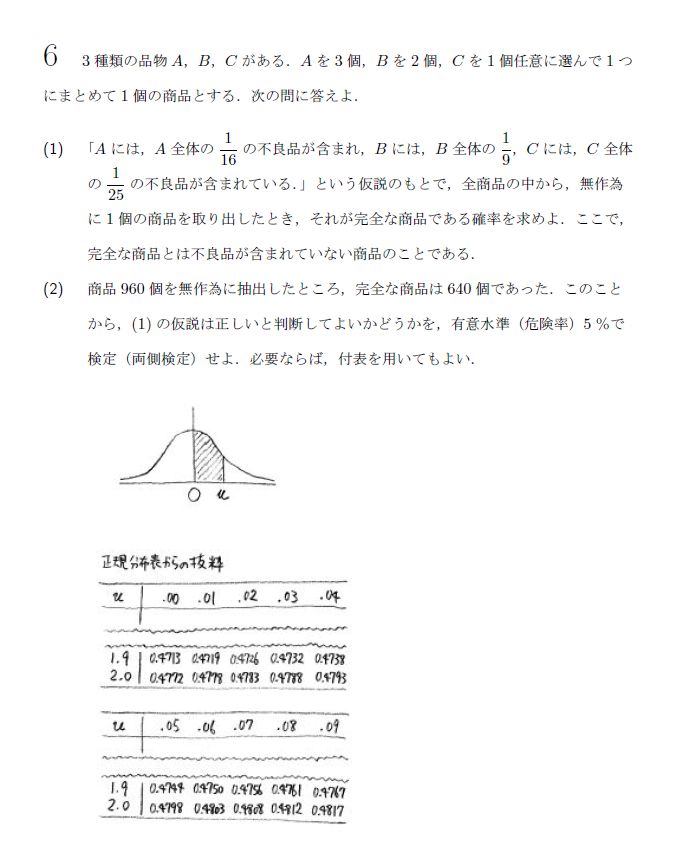 6 3種類の品物 A，B，C がある．A を 3 個，B を 2 個，C を 1 個任意に選んで 1 つ
にまとめて 1 個の商品とする．次の問に答えよ．
(1) 「A には，A 全体の 1/16 の不良品が含まれ，B には，B 全体の 1/9，C には，C 全体
の 1/25 の不良品が含まれている．」という仮説のもとで，全商品の中から，無作為
に 1 個の商品を取り出したとき，それが完全な商品である確率を求めよ．ここで，
完全な商品とは不良品が含まれていない商品のことである．
(2) 商品 960 個を無作為に抽出したところ，完全な商品は 640 個であった．このこと
から，(1) の仮説は正しいと判断してよいかどうかを，有意水準（危険率）5 %で
検定（両側検定）せよ．必要ならば，付表を用いてもよい．
O u
正規分布表からの抜粋
u .00 .01 .02 .03 .04
1.9 0.4713 0.4719 0.4726 0.4732 0.4738
2.0 0.4772 0.4778 0.4783 0.4788 0.4793
u .05 .06 .07 .08 .09
1.9 0.4744 0.4750 0.4756 0.4761 0.4767
2.0 0.4798 0.4803 0.4808 0.4812 0.4817